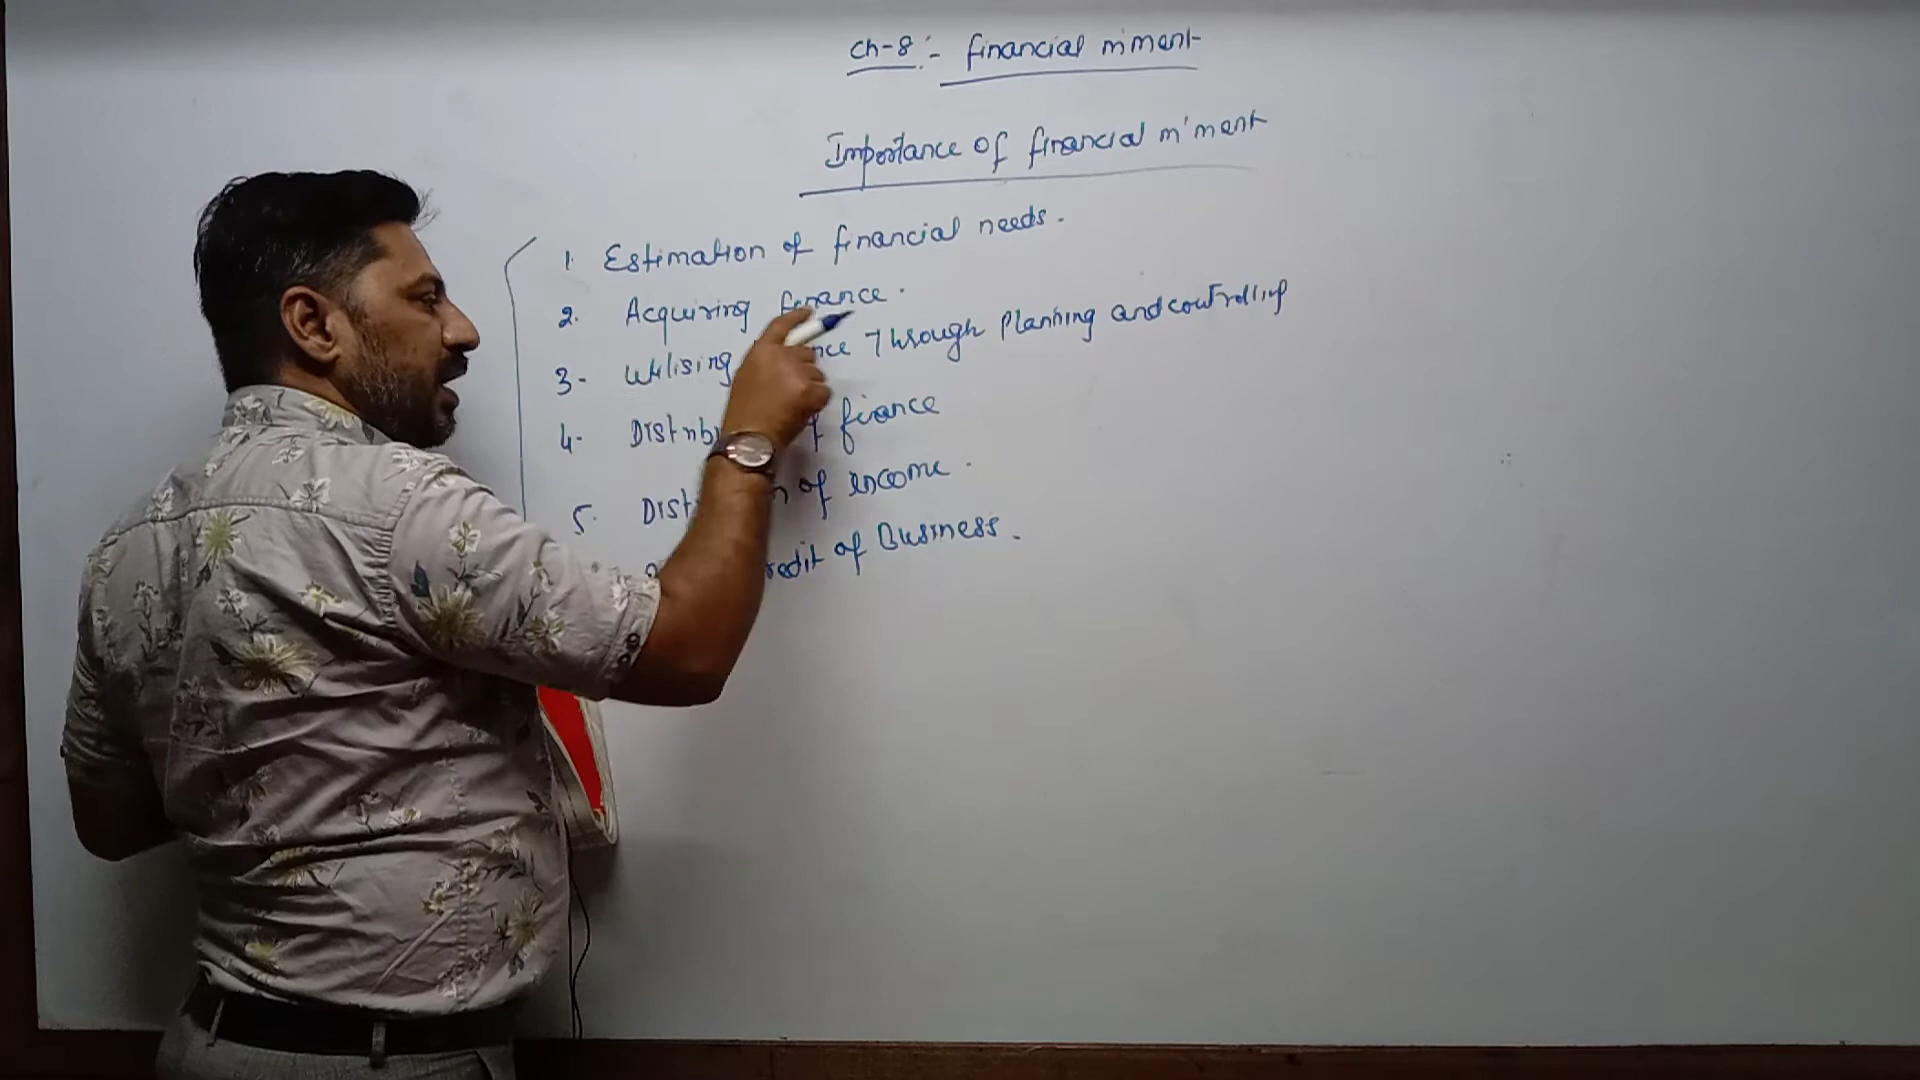 Ch-8:- financial m'ment
Importance of financial m'ment
1. Estimation of financial needs.
2. Acquiring finance.
3- Utilising Through planning and controlling
4- of finance
5. of income.
of Business.